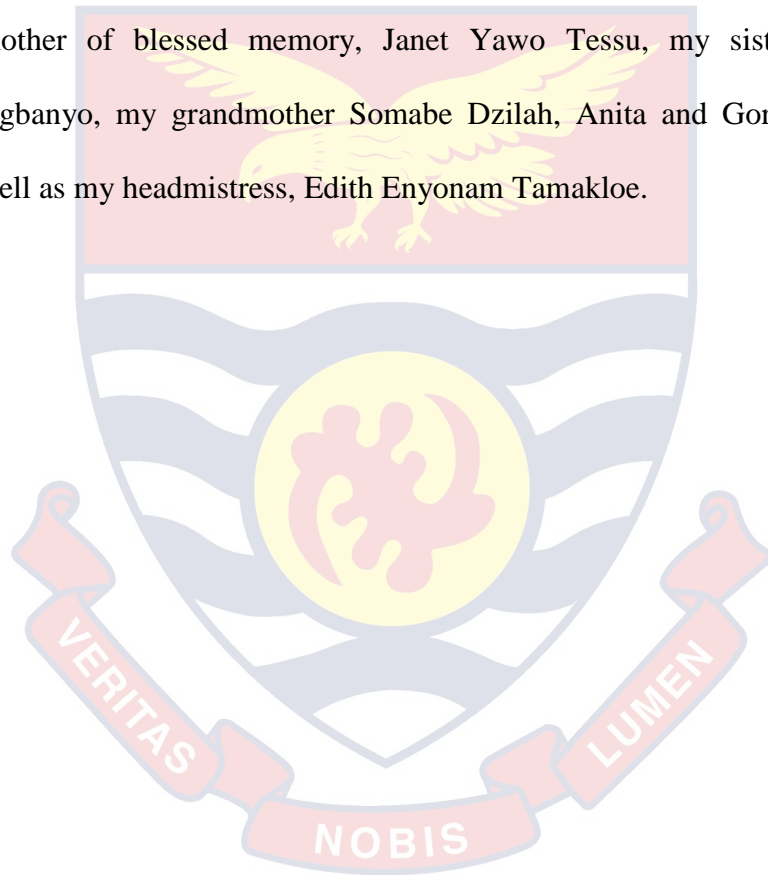 other of blessed memory, Janet Yawo Tessu, my sist
gbanyo, my grandmother Somabe Dzilah, Anita and Gor
ell as my headmistress, Edith Enyonam Tamakloe.
VERITAS
NOBIS
LUMEN